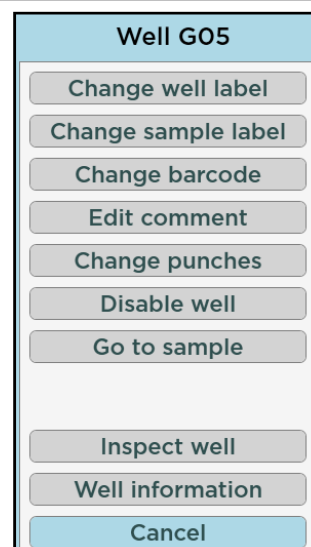 Well G05
Change well label
Change sample label
Change barcode
Edit comment
Change punches
Disable well
Go to sample
Inspect well
Well information
Cancel